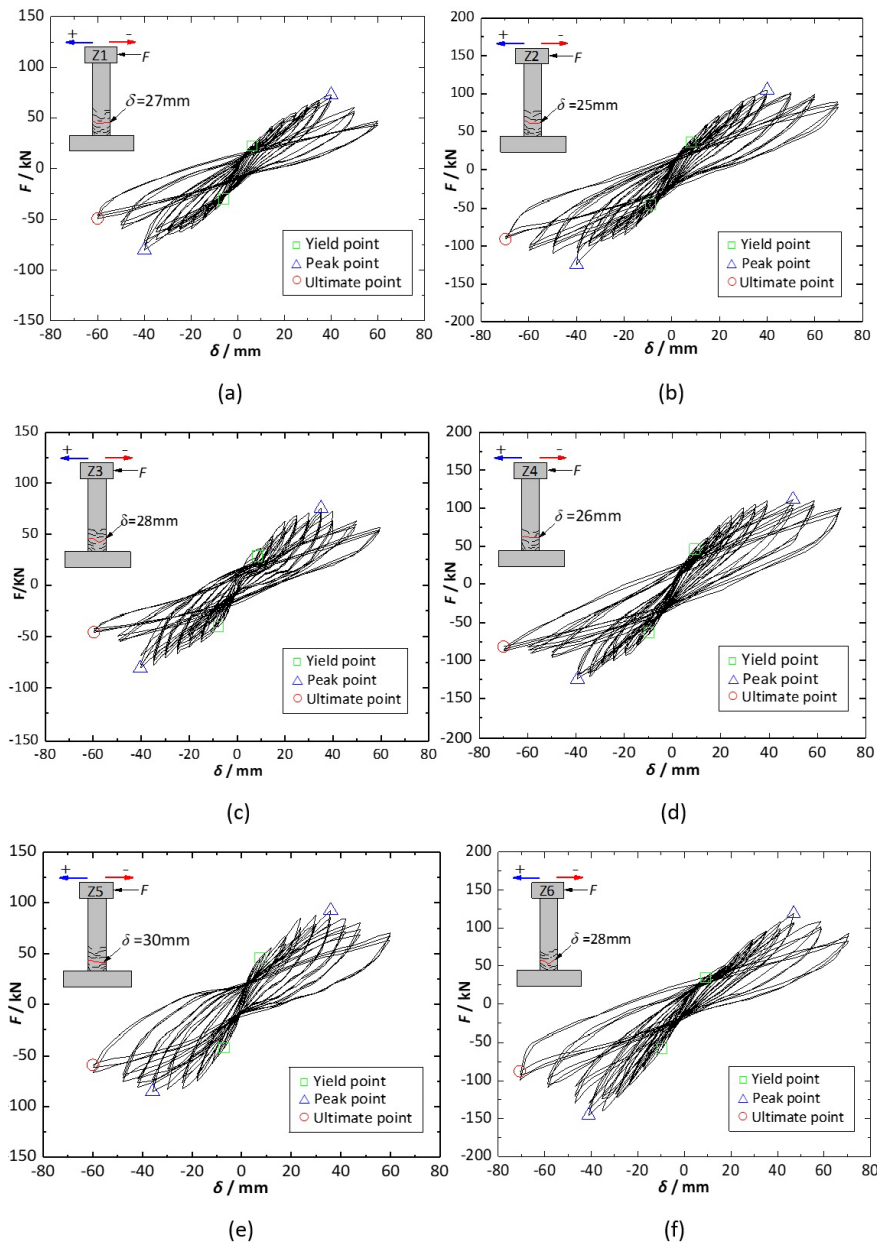 150
100
50
0
-50
-100
-150
-80 -60 -40 -20 0 20 40 60 80
F / kN
δ / mm
+ -
Z1
F
δ=27mm
Yield point
Peak point
Ultimate point
(a)
200
150
100
50
0
-50
-100
-150
-200
-80 -60 -40 -20 0 20 40 60 80
F / kN
δ / mm
+ -
Z2
F
δ=25mm
Yield point
Peak point
Ultimate point
(b)
150
100
50
0
-50
-100
-150
-80 -60 -40 -20 0 20 40 60 80
F/KN
δ / mm
+ -
Z3
F
δ=28mm
Yield point
Peak point
Ultimate point
(c)
200
150
100
50
0
-50
-100
-150
-200
-80 -60 -40 -20 0 20 40 60 80
F / kN
δ / mm
+ -
Z4
F
δ=26mm
Yield point
Peak point
Ultimate point
(d)
150
100
50
0
-50
100
-150
-80 -60 -40 -20 0 20 40 60 80
F / kN
δ / mm
+ -
Z5
F
δ=30mm
Yield point
Peak point
Ultimate point
(e)
200
150
100
50
0
-50
-100
-150
-200
-80 -60 -40 -20 0 20 40 60 80
F / kN
δ / mm
+ -
Z6
F
δ=28mm
Yield point
Peak point
Ultimate point
(f)